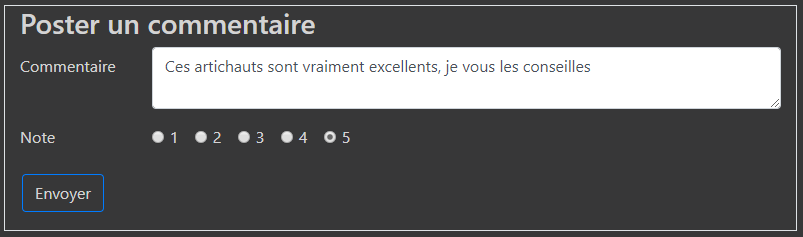 Poster un commentaire
Commentaire Ces artichauts sont vraiment excellents, je vous les conseilles
Note 1 2 3 4 5
Envoyer